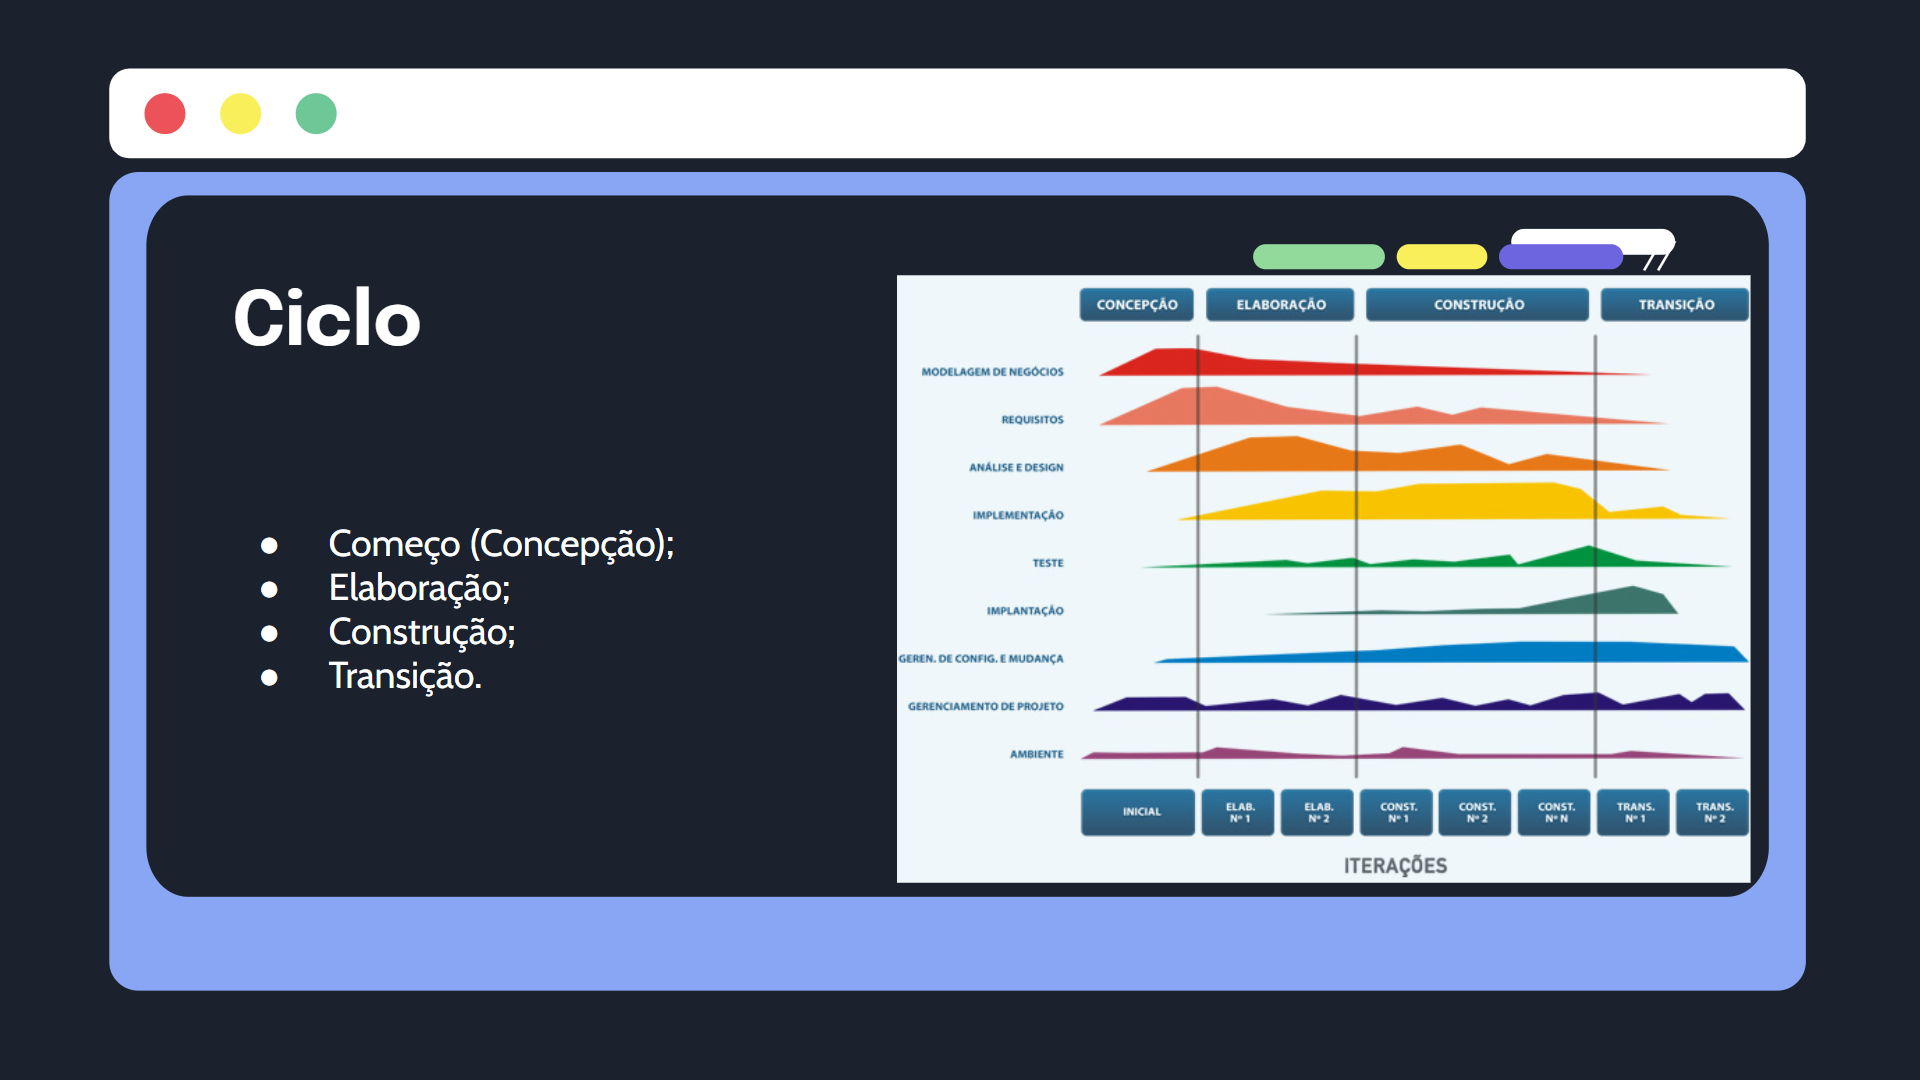 Ciclo
● Começo (Concepção);
● Elaboração;
● Construção;
● Transição.
CONCEPÇÃO ELABORAÇÃO CONSTRUÇÃO TRANSIÇÃO
MODELAGEM DE NEGÓCIOS
REQUISITOS
ANÁLISE E DESIGN
IMPLEMENTAÇÃO
TESTE
IMPLANTAÇÃO
GEREN. DE CONFIG. E MUDANÇA
GERENCIAMENTO DE PROJETO
AMBIENTE
INICIAL
ELAB.
Nº 1
ELAB.
Nº 2
CONST.
Nº 1
CONST.
Nº 2
CONST.
Nº N
TRANS.
Nº 1
TRANS.
Nº 2
ITERAÇÕES